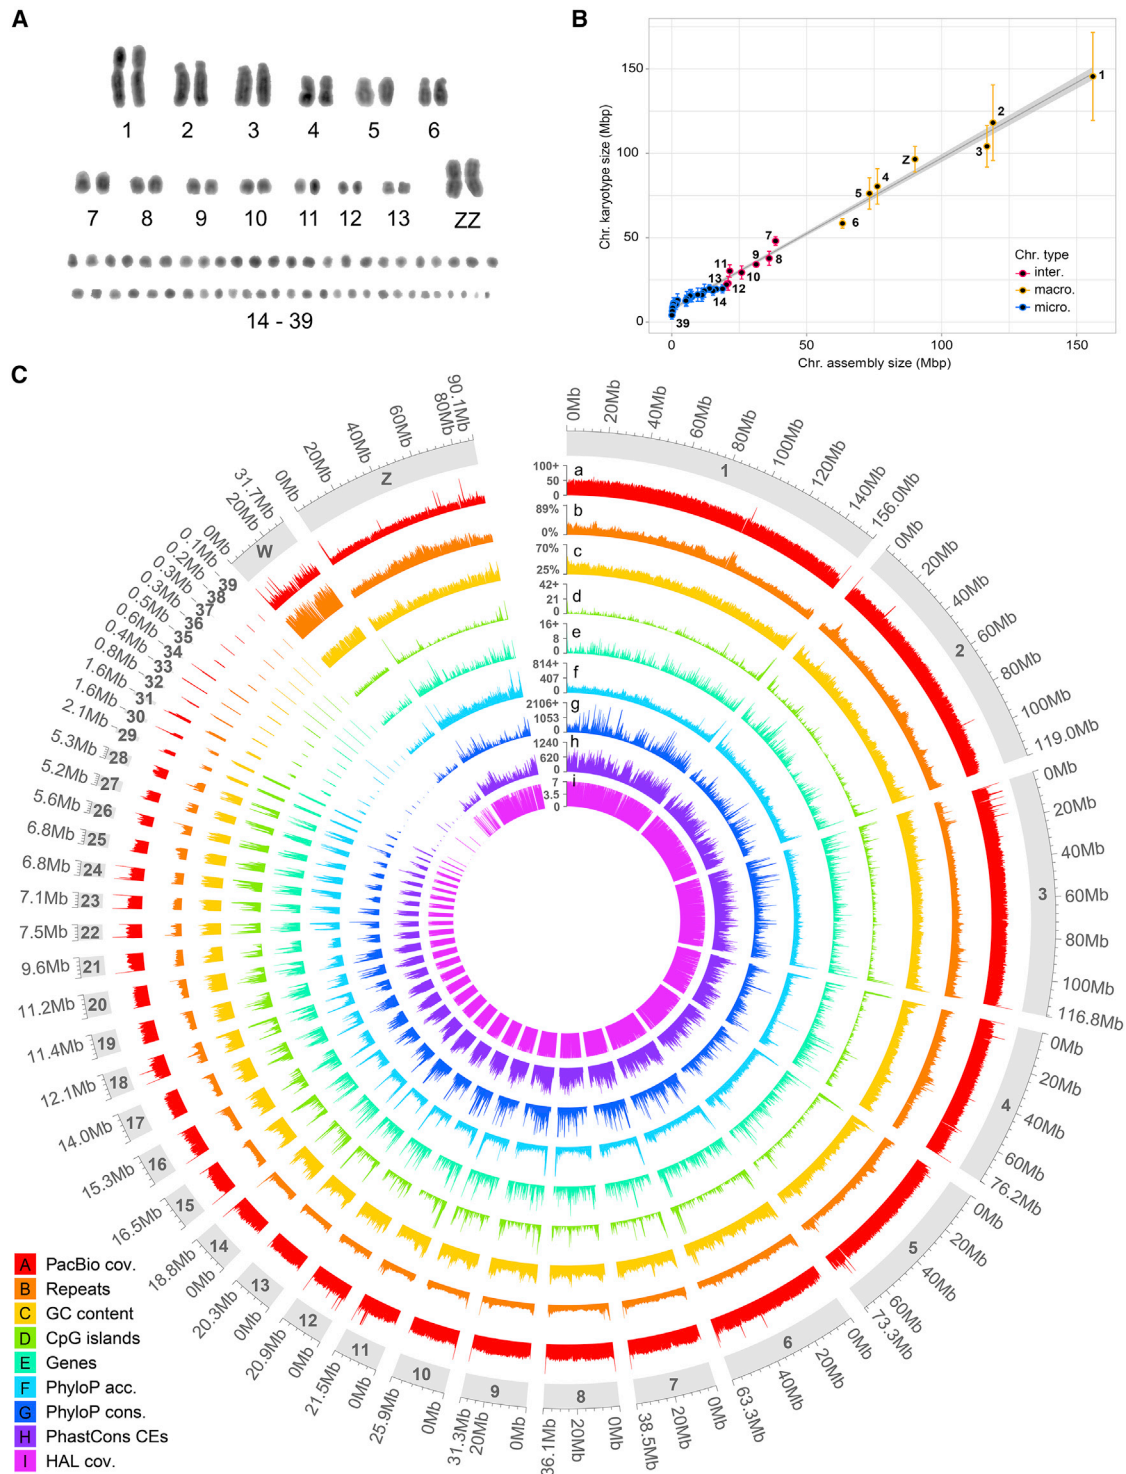 A
1 2 3 4 5 6
7 8 9 10 11 12 13 ZZ
14 - 39
B
Chr. karyotype size (Mbp)
150
100
50
0
0 50 100 150
Chr. assembly size (Mbp)
1
2
3
Z
4
5
6
7
8
9
10
11
13
12
14
39
Chr. type
inter.
macro.
micro.
C
a
100+
50
0
b
89%
0%
c
70%
25%
d
42+
21
0
e
16+
8
0
f
814+
407
0
g
2106+
1053
0
h
1240
620
0
i
7
3.5
0
1
0Mb 20Mb 40Mb 60Mb 80Mb 100Mb 120Mb 140Mb 156.0Mb
2
0Mb 20Mb 40Mb 60Mb 80Mb 100Mb 119.0Mb
3
0Mb 20Mb 40Mb 60Mb 80Mb 100Mb 116.8Mb
4
0Mb 20Mb 40Mb 60Mb 76.2Mb
5
0Mb 20Mb 40Mb 60Mb 73.3Mb
6
0Mb 20Mb 40Mb 63.3Mb
7
0Mb 20Mb 38.5Mb
8
0Mb 20Mb 36.1Mb
9
0Mb 20Mb 31.3Mb
10
0Mb 25.9Mb
11
0Mb 21.5Mb
12
0Mb 20.9Mb
13
0Mb 20.3Mb
14
0Mb 18.8Mb
15
16.5Mb
16
15.3Mb
17
14.0Mb
18
12.1Mb
19
11.4Mb
20
11.2Mb
21
9.6Mb
22
7.5Mb
23
7.1Mb
24
6.8Mb
25
6.8Mb
26
5.6Mb
27
5.2Mb
28
5.3Mb
29
2.1Mb
30
1.6Mb
31
1.6Mb
32
0.8Mb
33
0.4Mb
34
0.6Mb
35
0.5Mb
36
0.3Mb
37
0.3Mb
38
0.2Mb
39
0.1Mb
W
0Mb 20Mb 31.7Mb
Z
0Mb 20Mb 40Mb 60Mb 80Mb 90.1Mb
A PacBio cov.
B Repeats
C GC content
D CpG islands
E Genes
F PhyloP acc.
G PhyloP cons.
H PhastCons CEs
I HAL cov.